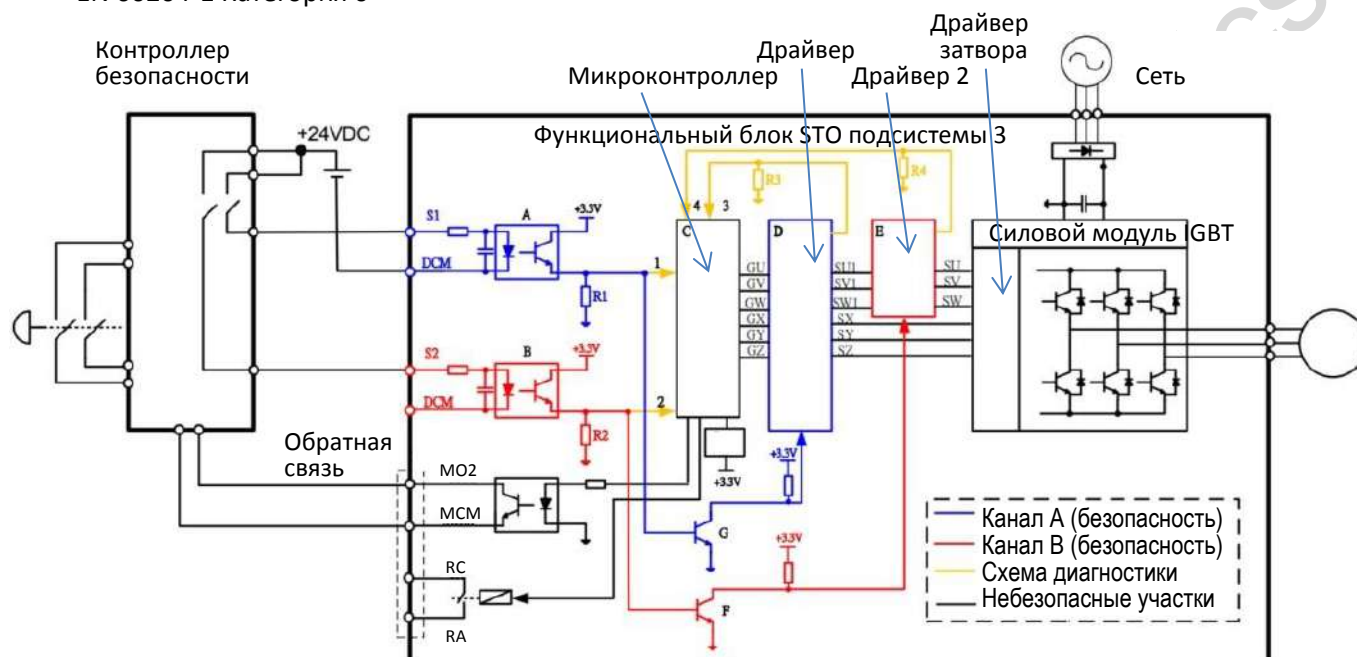 Контроллер
безопасности
Драйвер
затвора
Драйвер
Драйвер 2
Микроконтроллер
Сеть
+24VDC
Функциональный блок STO подсистемы 3
R3
R4
4
3
S1
A
+3.3V
DCM
1
R1
C
D
E
Силовой модуль IGBT
GU
GV
GW
GX
GY
GZ
SU1
SV1
SW1
SX
SY
SZ
SU
SV
SW
S2
B
+3.3V
DCM
2
R2
+3.3V
+3.3V
Обратная
связь
MO2
MCM
G
+3.3V
F
RC
RA
Канал A (безопасность)
Канал B (безопасность)
Схема диагностики
Небезопасные участки